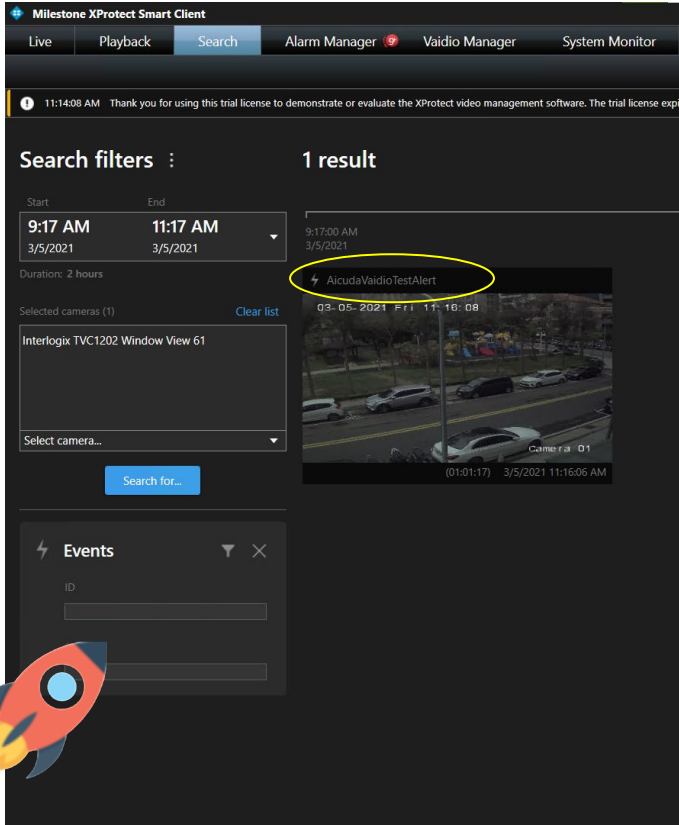 Milestone XProtect Smart Client
Live Playback Search Alarm Manager Vaidio Manager System Monitor
11:14:08 AM Thank you for using this trial license to demonstrate or evaluate the XProtect video management software. The trial license expi
Search filters
1 result
Start End
9:17 AM 11:17 AM
3/5/2021 3/5/2021
Duration: 2 hours
9:17:00 AM
3/5/2021
AicudaVaidioTestAlert
03-05-2021 Fri 11:16:08
Camera 01
(01:01:17) 3/5/2021 11:16:06 AM
Selected cameras (1) Clear list
Interlogix TVC1202 Window View 61
Select camera...
Search for...
Events
ID